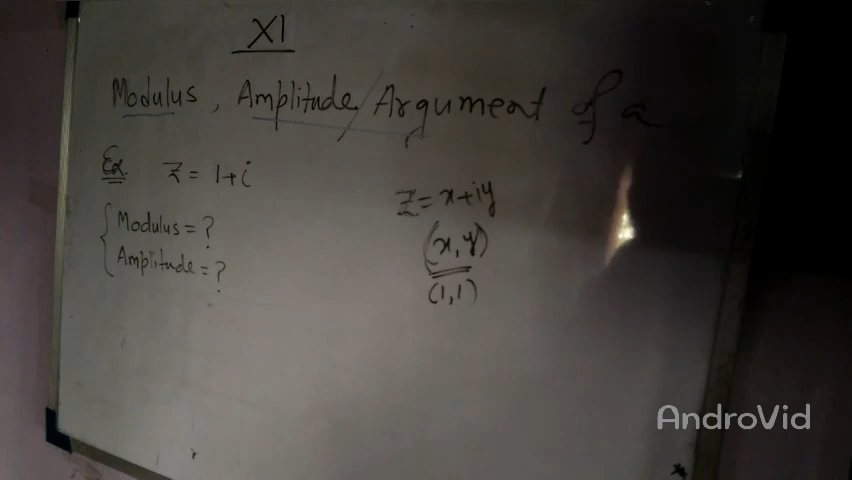 XI
Modulus, Amplitude/Argument of a
Ex. z = 1+i
Modulus = ?
Amplitude = ?
z = x+iy
(x, y)
(1, 1)
AndroVid